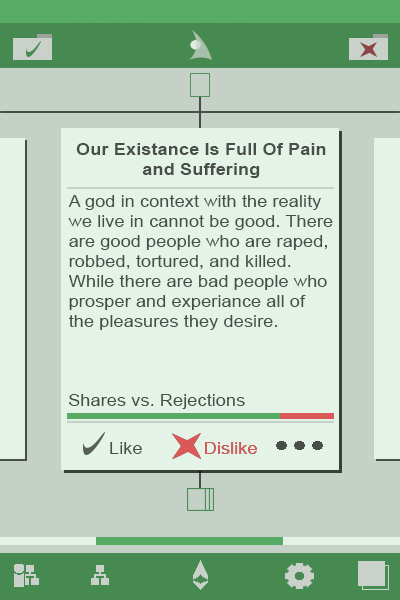 Our Existance Is Full Of Pain
and Suffering
A god in context with the reality
we live in cannot be good. There
are good people who are raped,
robbed, tortured, and killed.
While there are bad people who
prosper and experiance all of
the pleasures they desire.
Shares vs. Rejections
Like
Dislike